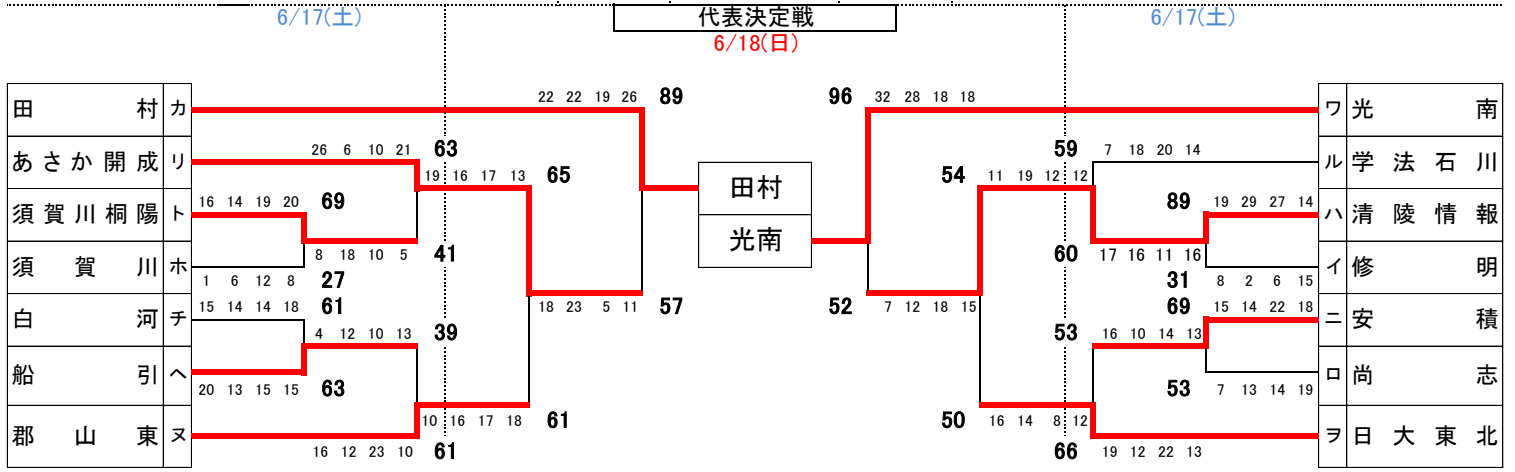 6/17(土) 代表決定戦 6/17(土)
6/18(日)
田村 カ 22 22 19 26 89 96 32 28 18 18 ワ 光南
あさか開成 リ 26 6 10 21 63 59 7 18 20 14 ル 学法石川
19 16 17 13 65 田村 54 11 19 12 12
須賀川桐陽 ト 16 14 19 20 69 89 19 29 27 14 ハ 清陵情報
8 18 10 5 41 光南 60 17 16 11 16
須賀川 ホ 1 6 12 8 27 31 8 2 6 15 イ 修明
白河 チ 15 14 14 18 61 18 23 5 11 57 52 7 12 18 15 69 15 14 22 18 ニ 安積
4 12 10 13 39 53 16 10 14 13
船引 ヘ 20 13 15 15 63 53 7 13 14 19 ロ 尚志
10 16 17 18 61 50 16 14 8 12
郡山東 ヌ 16 12 23 10 61 66 19 12 22 13 ヲ 日大東北